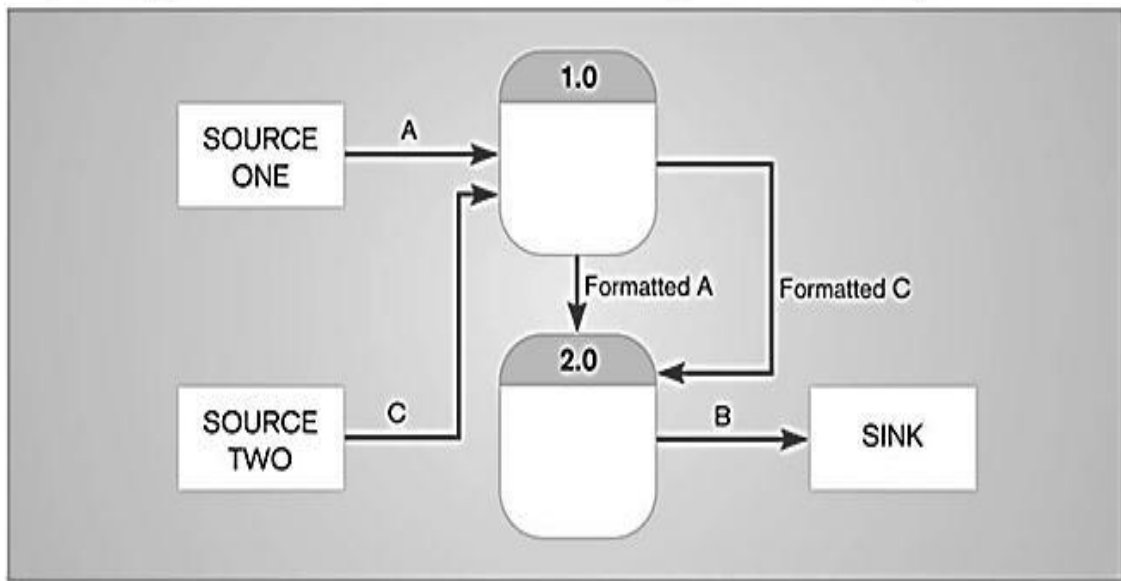 1.0
SOURCE
ONE
A
Formatted A
Formatted C
2.0
SOURCE
TWO
C
B
SINK